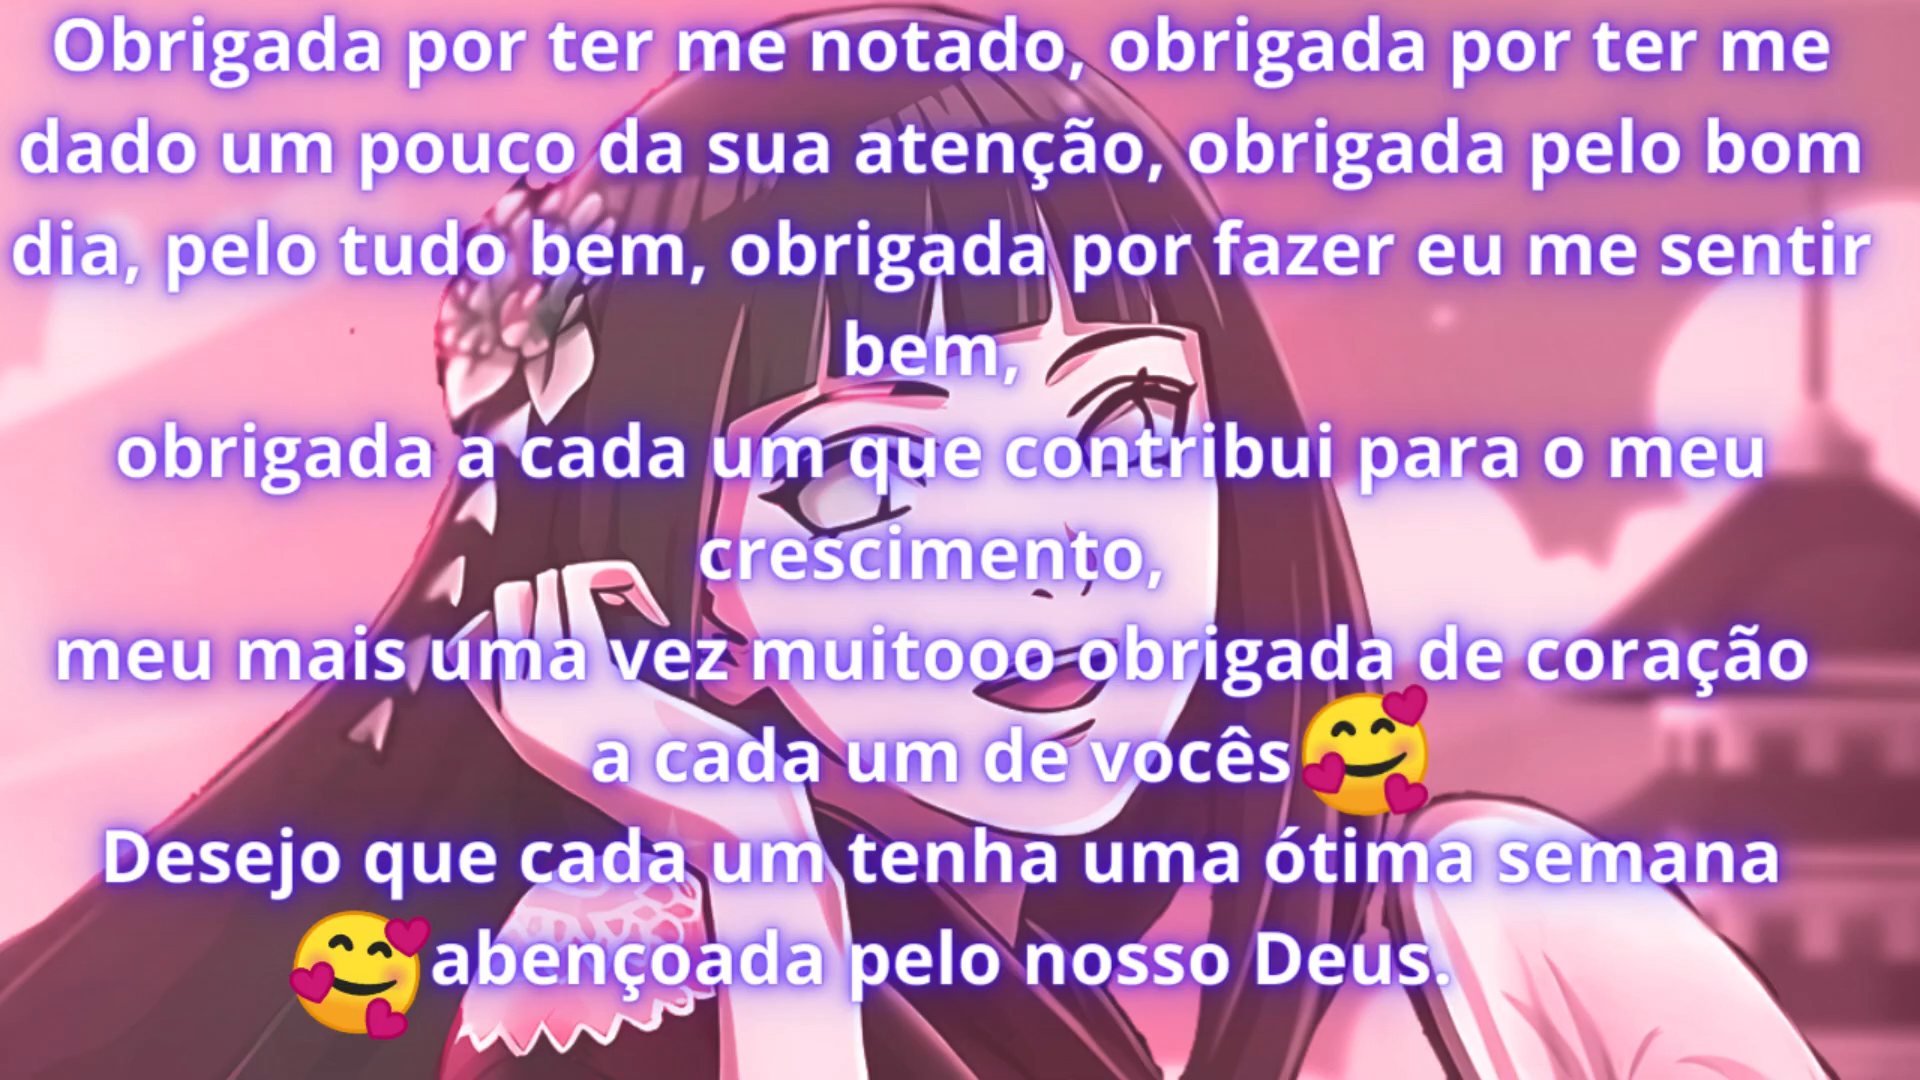 Obrigada por ter me notado, obrigada por ter me
dado um pouco da sua atenção, obrigada pelo bom
dia, pelo tudo bem, obrigada por fazer eu me sentir
bem,
obrigada a cada um que contribui para o meu
crescimento,
meu mais uma vez muitooo obrigada de coração
a cada um de vocês🥰
Desejo que cada um tenha uma ótima semana
🥰abençoada pelo nosso Deus.